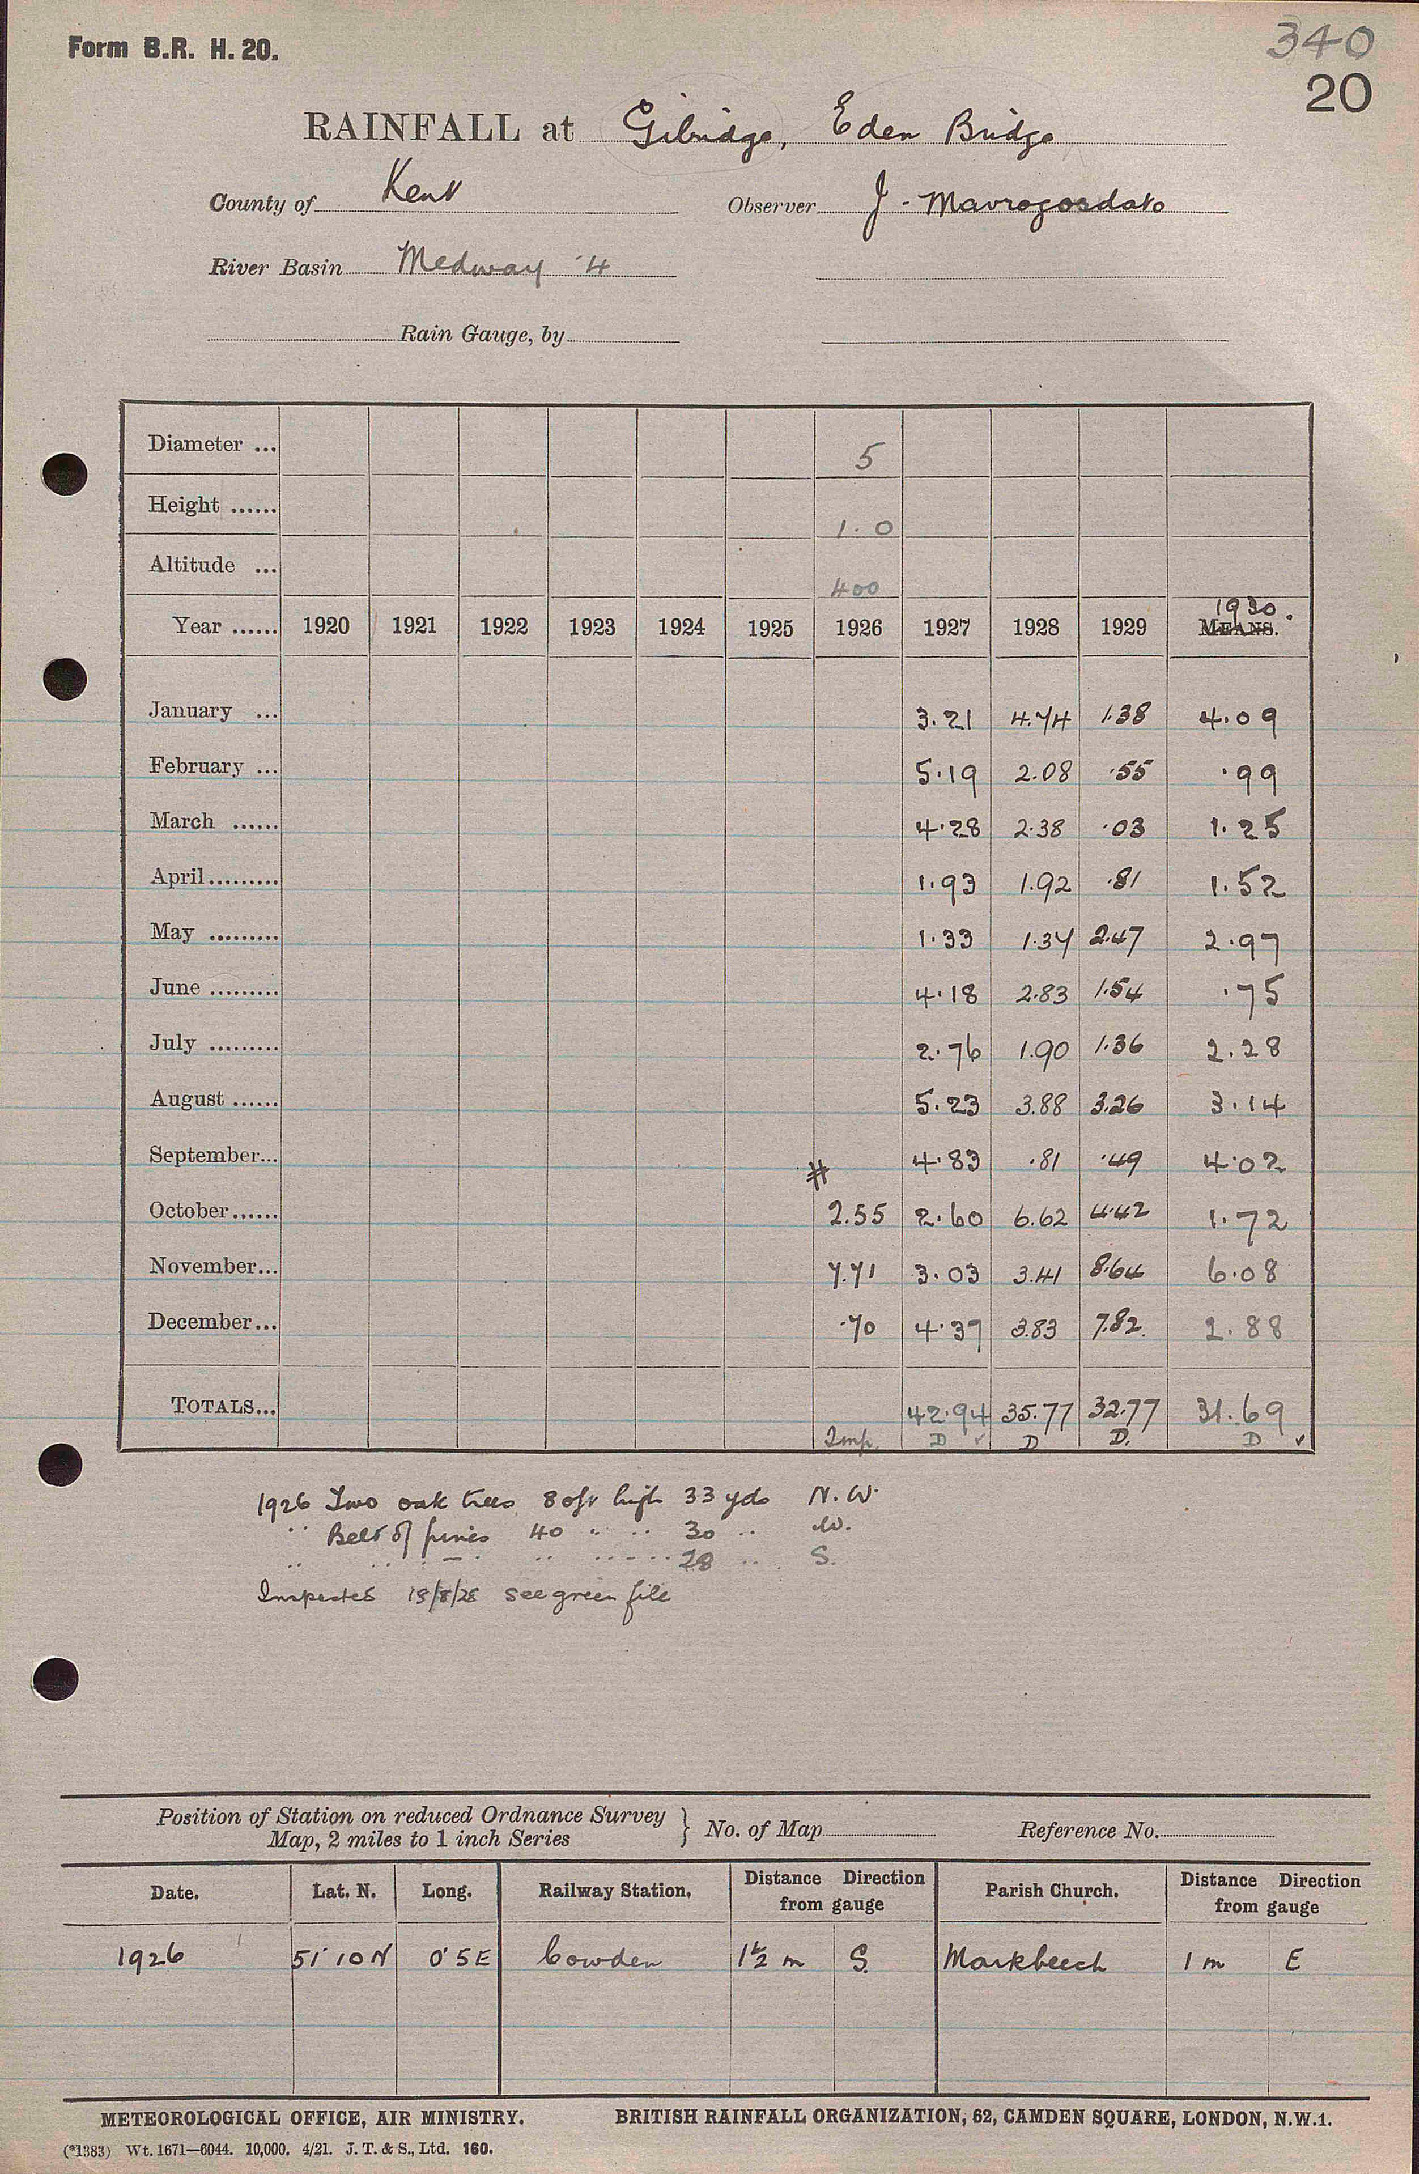 Form B.R. H. 20.
340
20
RAINFALL at Gibridge, Eden Bridge
County of Kent Observer J. Mavrogordato
River Basin Medway 4
Rain Gauge, by
Diameter ... 5
Height ...... 1.0
Altitude ... 400
Year ...... 1920 1921 1922 1923 1924 1925 1926 1927 1928 1929 MEANS. 1930.
January ... 3.21 4.74 1.38 4.09
February ... 5.19 2.08 .55 .99
March ...... 4.28 2.38 .03 1.25
April ......... 1.93 1.92 .81 1.52
May ......... 1.33 1.37 2.47 2.97
June ......... 4.18 2.83 1.54 .75
July ......... 2.76 1.90 1.36 2.28
August ...... 5.23 3.88 3.26 3.14
September... # 4.83 .81 .49 4.02
October...... 2.55 2.60 6.62 4.42 1.72
November... 7.71 3.03 3.41 8.64 6.08
December... .70 4.37 3.83 7.82 2.88
TOTALS... 42.94 35.77 32.77 31.69
Imp. D ✓ D D. D ✓
1926 Two oak trees 80ft high 33 yds N.W.
" Belt of pines 40 " " 30 " W.
" " " - " " " " 28 " S.
Inspected 18/8/28 see green file
Position of Station on reduced Ordnance Survey Map, 2 miles to 1 inch Series } No. of Map Reference No.
Date. Lat. N. Long. Railway Station. Distance Direction from gauge Parish Church. Distance Direction from gauge
1926 51°10N 0°5E Cowden 1½ m S. Markbeech 1 m E
METEOROLOGICAL OFFICE, AIR MINISTRY. BRITISH RAINFALL ORGANIZATION, 62, CAMDEN SQUARE, LONDON, N.W.1.
(*1383) Wt. 1671—6044. 10,000. 4/21. J. T. & S., Ltd. 160.